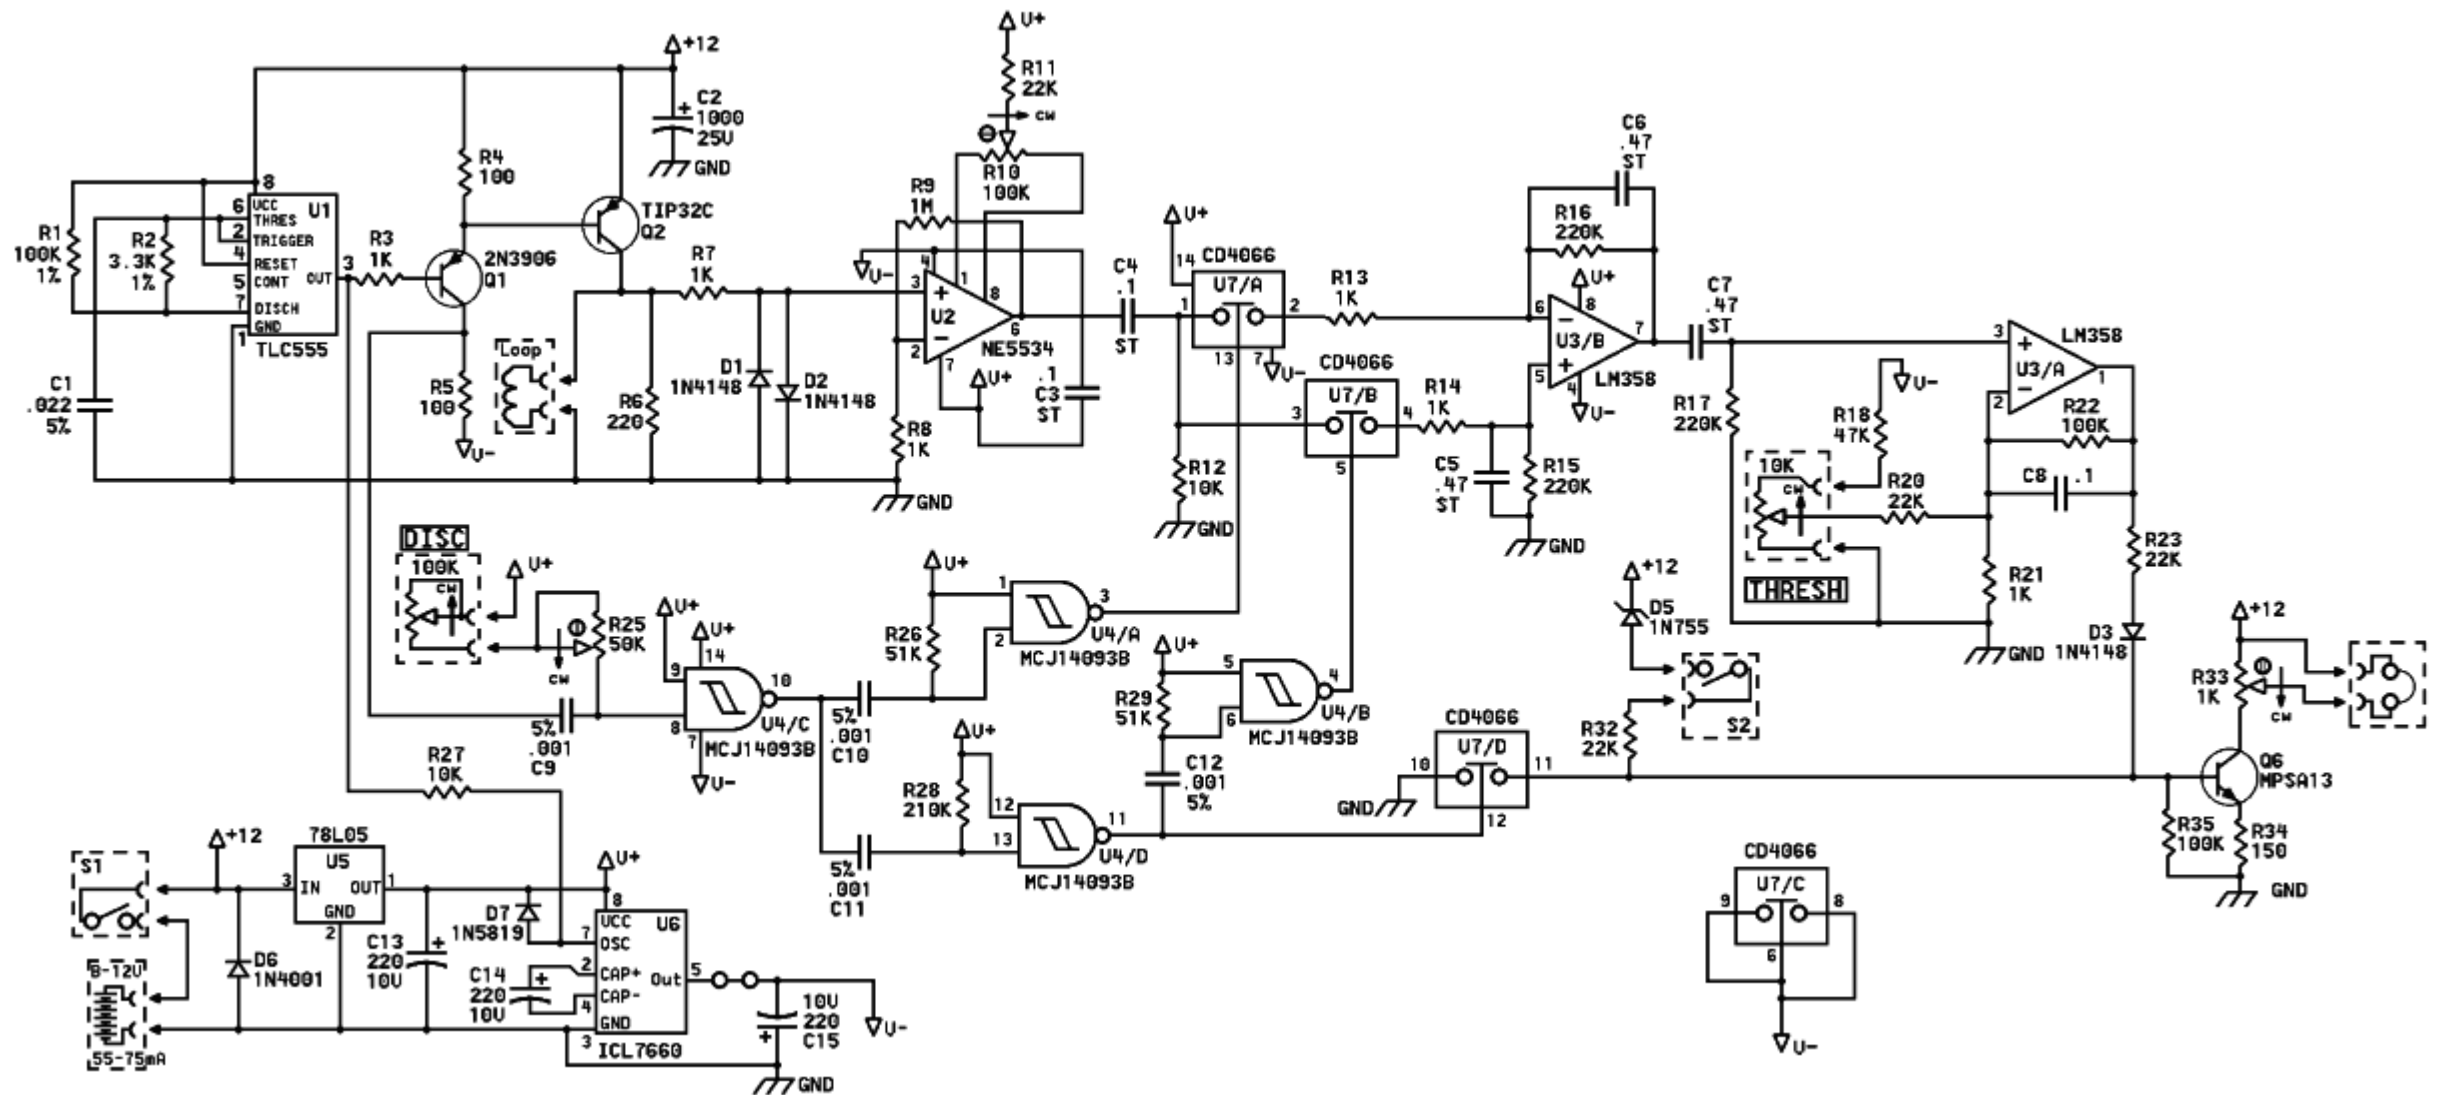 +12
C2
1000
25V
GND
R4
100
8
6
VCC
THRES
U1
2
TRIGGER
4
RESET
5
CONT
OUT
3
7
DISCH
1
GND
TLC555
R1
100K
1%
R2
3.3K
1%
R3
1K
2N3906
Q1
TIP32C
Q2
C1
.022
5%
R5
100
V-
Loop
R7
1K
R6
220
D1
1N4148
D2
1N4148
V+
R11
22K
CW
R10
100K
R9
1M
V-
4
1
8
3
+
U2
6
-
2
7
NE5534
V+
.1
C3
ST
R8
1K
GND
C4
.1
ST
V+
14
CD4066
U7/A
1
2
13
7
V-
R13
1K
CD4066
U7/B
3
4
5
R14
1K
R12
10K
GND
C5
.47
ST
R15
220K
GND
C6
.47
ST
R16
220K
V+
8
6
-
U3/B
7
+
5
4
LM358
V-
C7
.47
ST
R17
220K
3
+
LM358
U3/A
1
-
2
V-
R18
47K
R22
100K
C8
.1
10K
CW
R20
22K
THRESH
R21
1K
GND
R23
22K
D3
1N4148
DISC
100K
CW
V+
R25
50K
CW
5%
.001
C9
V+
V+
14
9
10
8
7
U4/C
MCJ14093B
V-
5%
.001
C10
V+
R26
51K
1
2
3
U4/A
MCJ14093B
V+
R28
210K
12
13
11
U4/D
MCJ14093B
5%
.001
C11
V+
R29
51K
5
6
4
U4/B
MCJ14093B
C12
.001
5%
CD4066
U7/D
10
11
12
GND
+12
D5
1N755
R32
22K
S2
+12
R33
1K
CW
Q6
MPSA13
R35
100K
R34
150
GND
CD4066
U7/C
9
8
6
V-
R27
10K
S1
+12
78L05
U5
3
IN
OUT
1
GND
2
D6
1N4001
8-12V
55-75mA
C13
+
220
10V
D7
1N5819
V+
8
VCC
U6
7
OSC
2
CAP+
CAP-
4
GND
3
Out
5
ICL7660
C14
+
220
10V
10V
220
C15
+
V-
GND